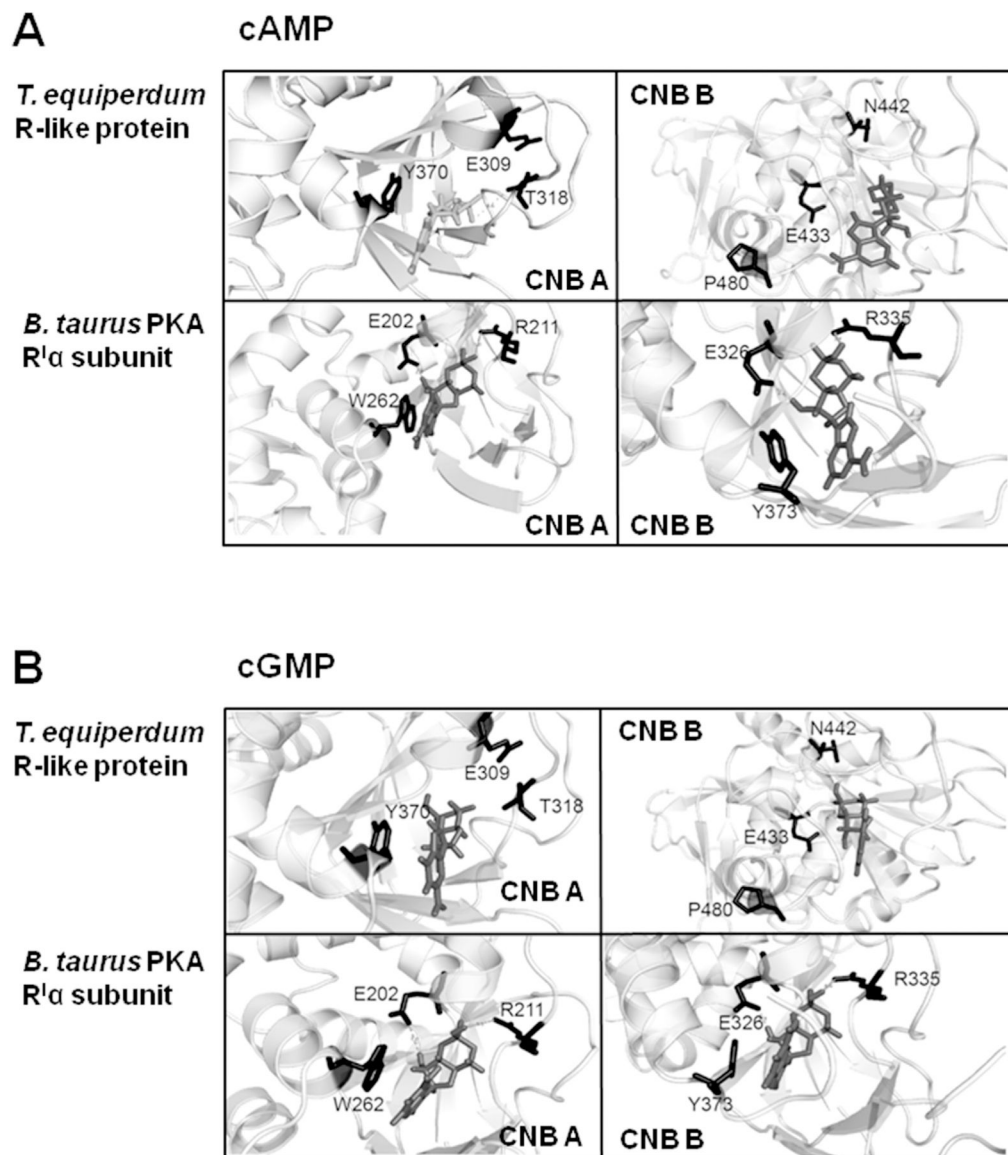 A
cAMP
T. equiperdum
R-like protein
Y370
E309
T318
CNB A
CNB B
N442
E433
P480
B. taurus PKA
RIα subunit
E202
R211
W262
CNB A
R335
E326
Y373
CNB B
B
cGMP
T. equiperdum
R-like protein
E309
Y370
T318
CNB A
CNB B
N442
E433
P480
B. taurus PKA
RIα subunit
E202
R211
W262
CNB A
R335
E326
Y373
CNB B